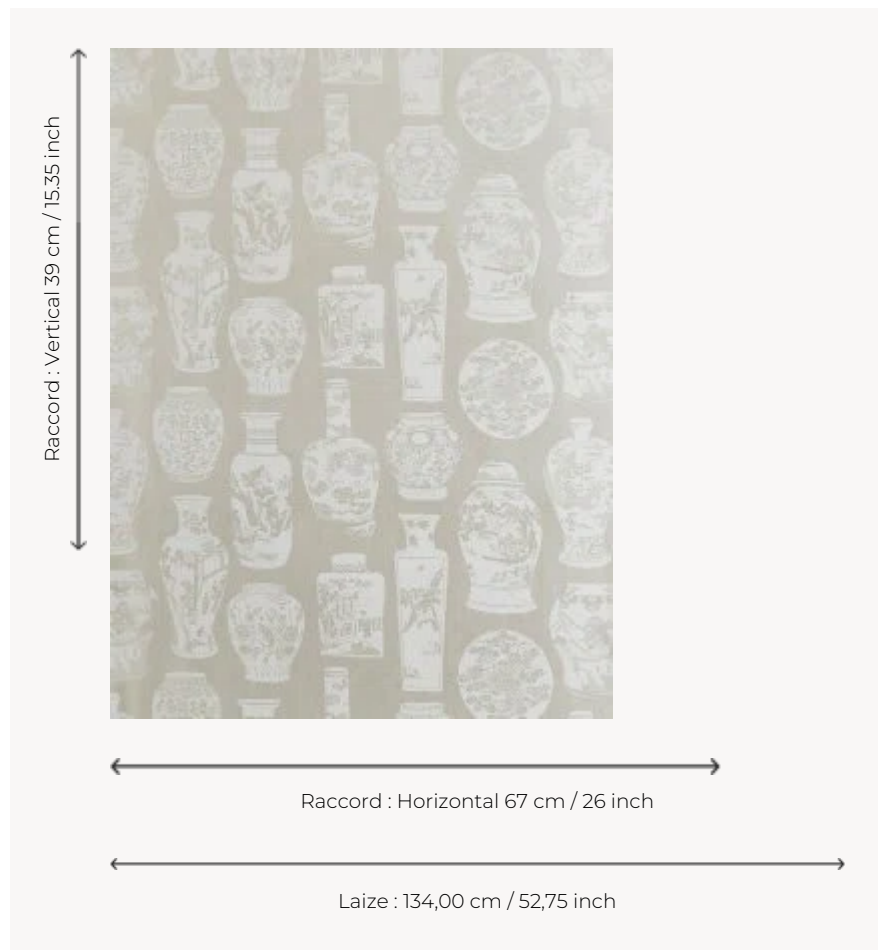 Raccord : Vertical 39 cm / 15.35 inch
Raccord : Horizontal 67 cm / 26 inch
Laize : 134,00 cm / 52,75 inch